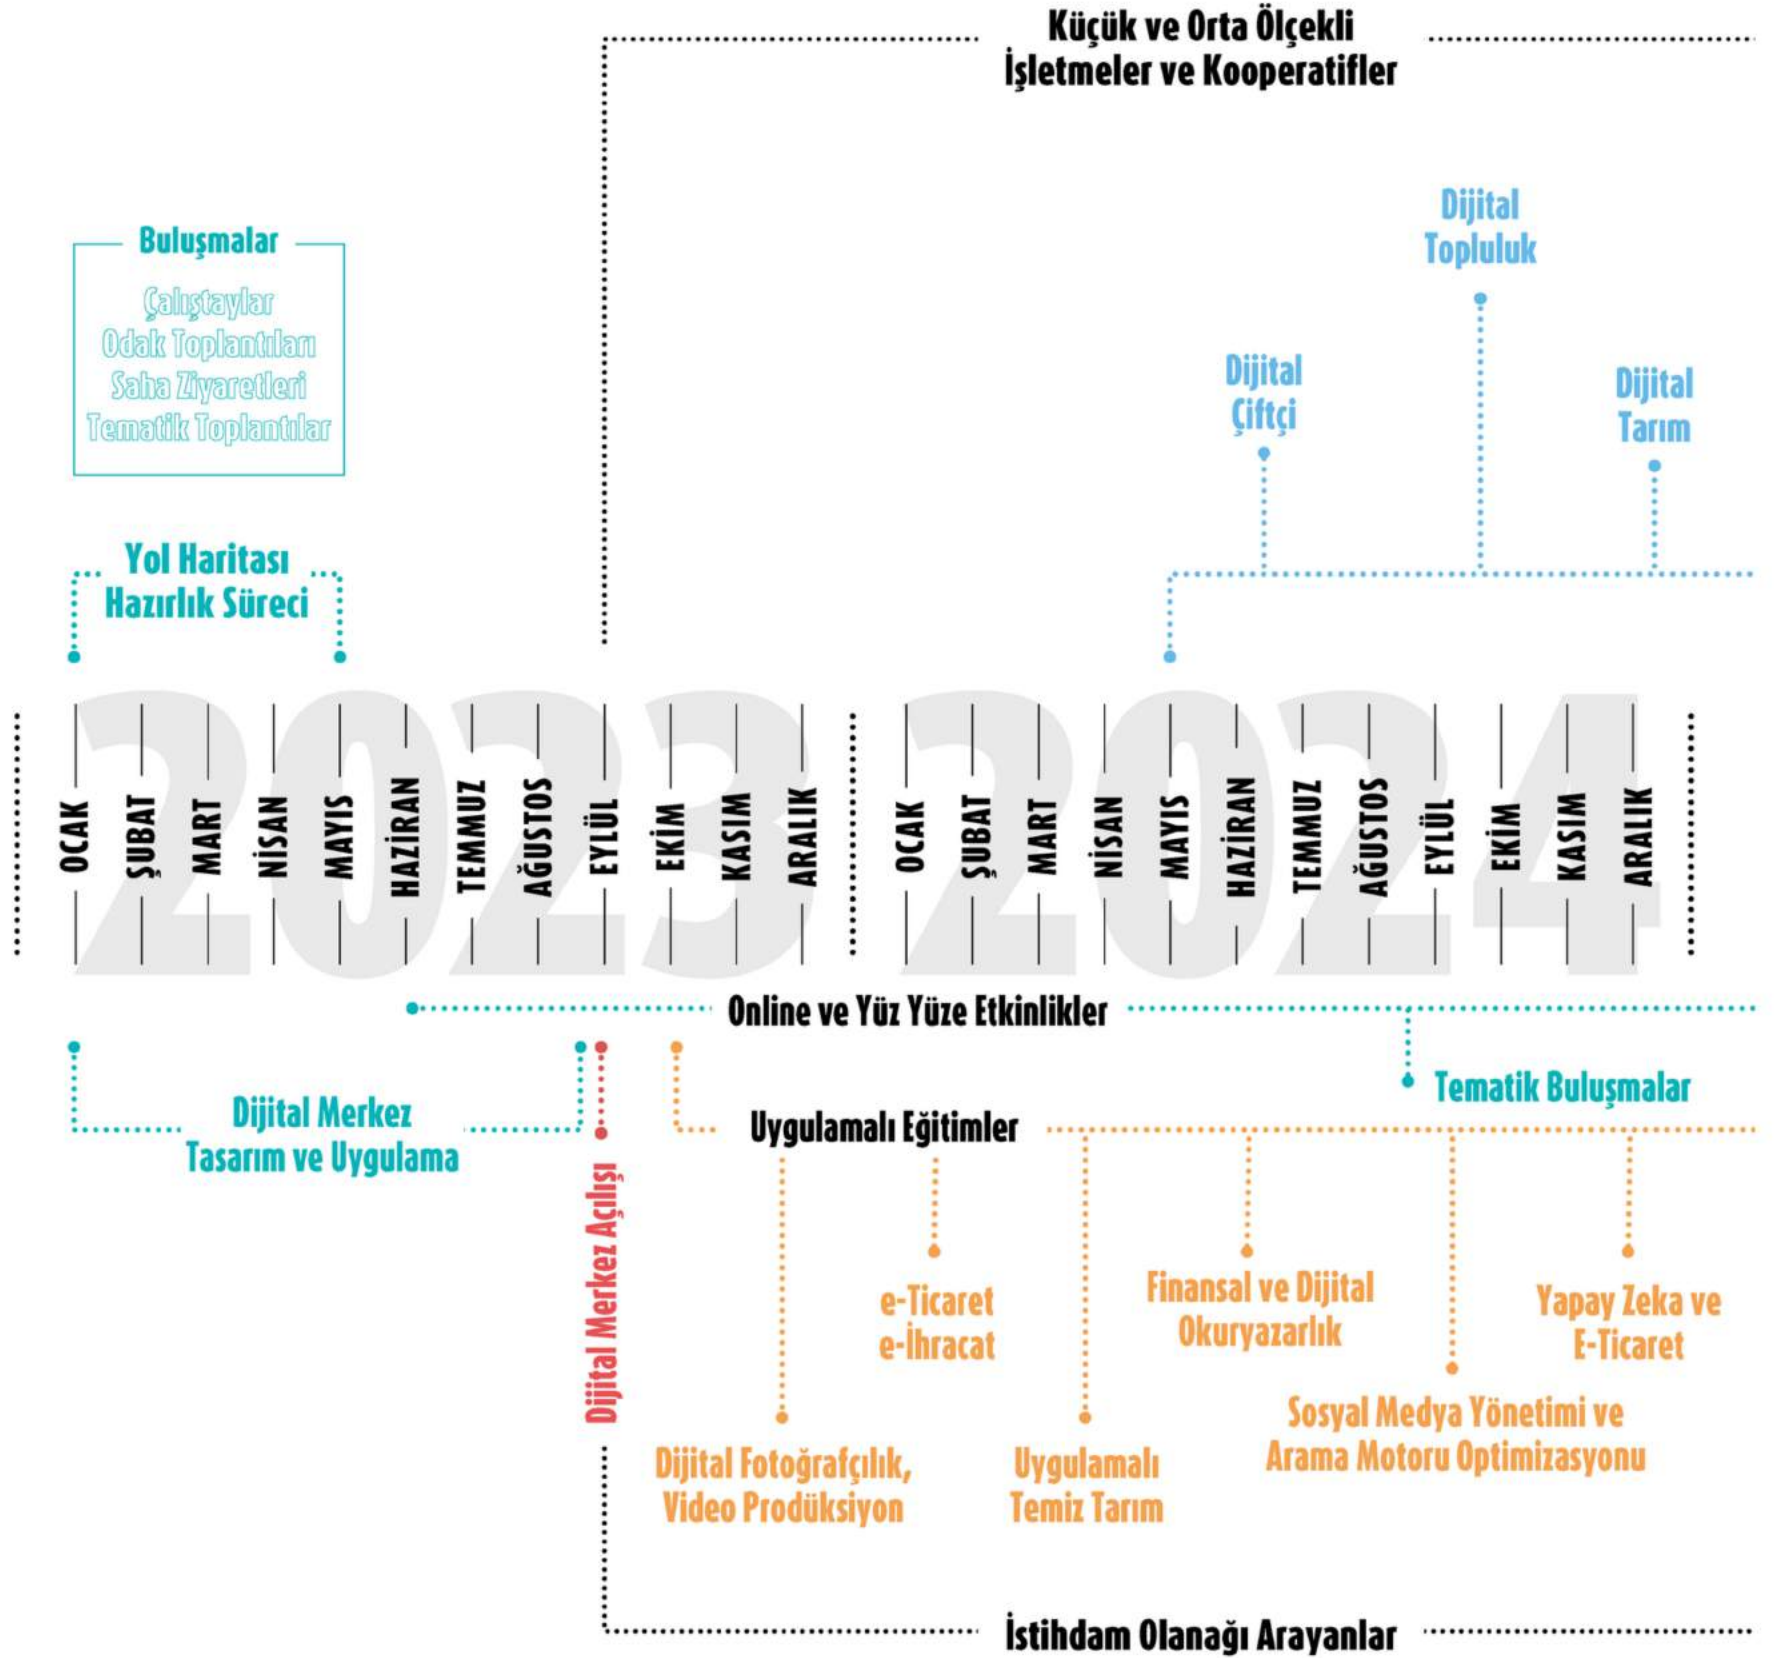 Küçük ve Orta Ölçekli
İşletmeler ve Kooperatifler
Buluşmalar
Çalıştaylar
Odak Toplantıları
Saha Ziyaretleri
Tematik Toplantılar
Dijital
Topluluk
Dijital
Çiftçi
Dijital
Tarım
Yol Haritası
Hazırlık Süreci
2023
OCAK
ŞUBAT
MART
NİSAN
MAYIS
HAZİRAN
TEMMUZ
AĞUSTOS
EYLÜL
EKİM
KASIM
ARALIK
2024
OCAK
ŞUBAT
MART
NİSAN
MAYIS
HAZİRAN
TEMMUZ
AĞUSTOS
EYLÜL
EKİM
KASIM
ARALIK
Online ve Yüz Yüze Etkinlikler
Tematik Buluşmalar
Dijital Merkez
Tasarım ve Uygulama
Dijital Merkez Açılışı
Uygulamalı Eğitimler
e-Ticaret
e-İhracat
Finansal ve Dijital
Okuryazarlık
Yapay Zeka ve
E-Ticaret
Dijital Fotoğrafçılık,
Video Prodüksiyon
Uygulamalı
Temiz Tarım
Sosyal Medya Yönetimi ve
Arama Motoru Optimizasyonu
İstihdam Olanağı Arayanlar